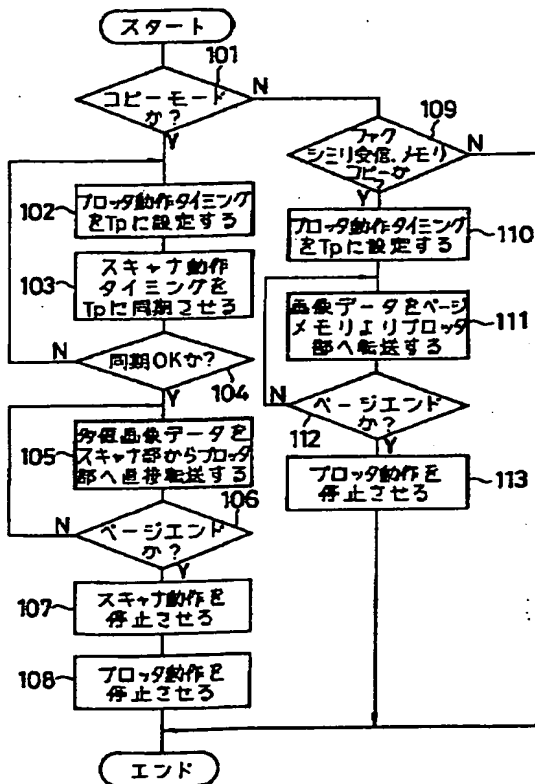 スタート
101
コピーモード
か?
N
Y
102
プロッタ動作タイミング
をTpに設定する
103
スキャナ動作
タイミングを
Tpに同期させる
同期OKか?
N
104
Y
105
多値画像データを
スキャナ部からプロッタ
部へ直接転送する
106
ページエンド
か?
N
Y
107
スキャナ動作を
停止させる
108
プロッタ動作を
停止させる
エンド
109
ファク
シミリ受信、メモリ
コピーか
?
N
Y
プロッタ動作タイミング
をTpに設定する
110
画像データをページ
メモリよりプロッタ
部へ転送する
111
ページエンド
か?
N
112
Y
プロッタ動作を
停止させる
113